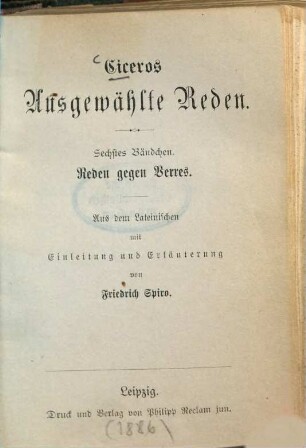 Ciceros
Ausgewählte Reden.
Sechstes Bändchen.
Reden gegen Verres.
Aus dem Lateinischen
mit
Einleitung und Erläuterung
von
Friedrich Spiro.
Leipzig.
Druck und Verlag von Philipp Reclam jun.
(1886)